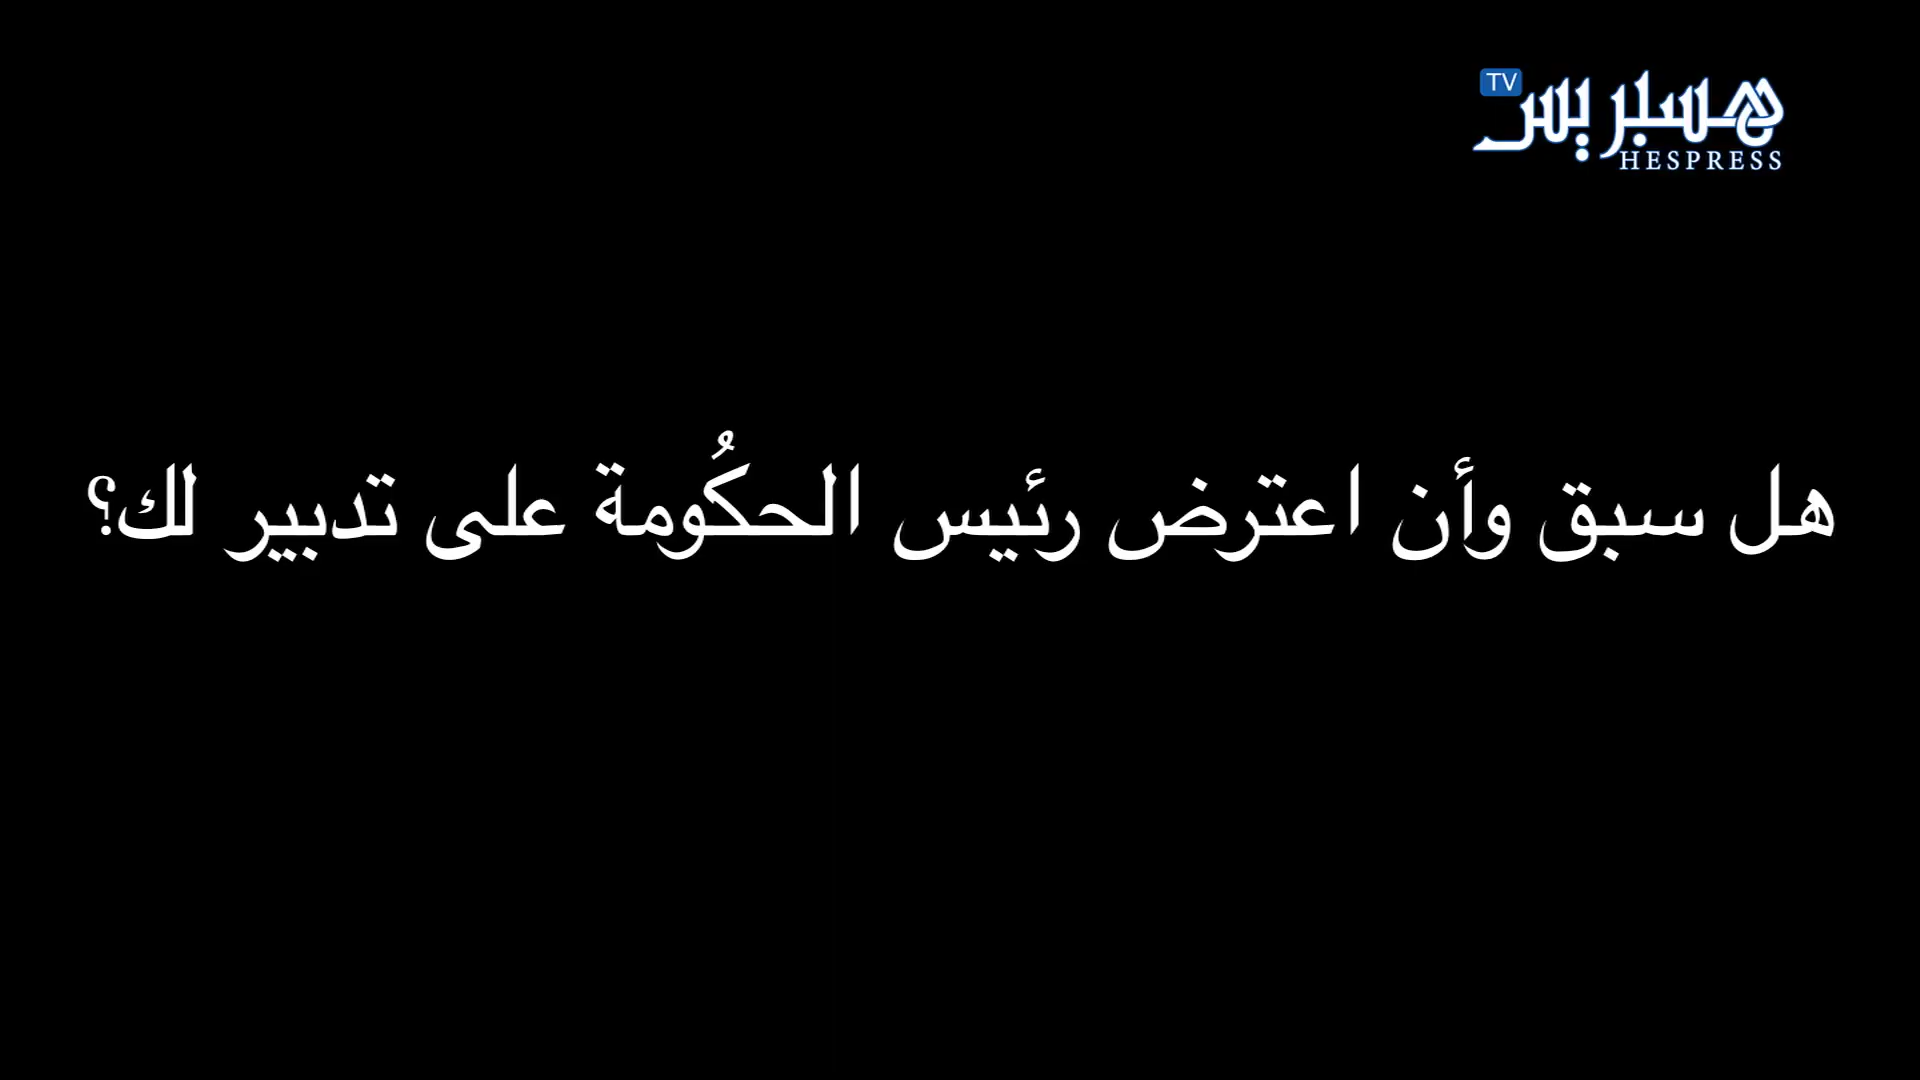 TV هسبريس
HESPRESS
هل سبق وأن اعترض رئيس الحكُومة على تدبير لك؟